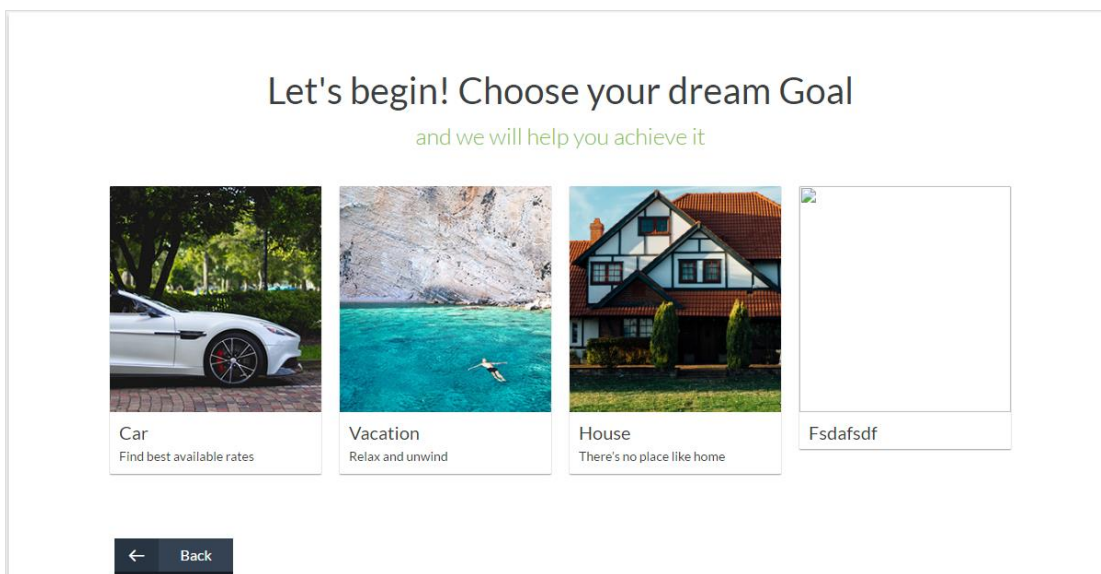 Let's begin! Choose your dream Goal
and we will help you achieve it
Car
Find best available rates
Vacation
Relax and unwind
House
There's no place like home
Fsdafsdf
Back